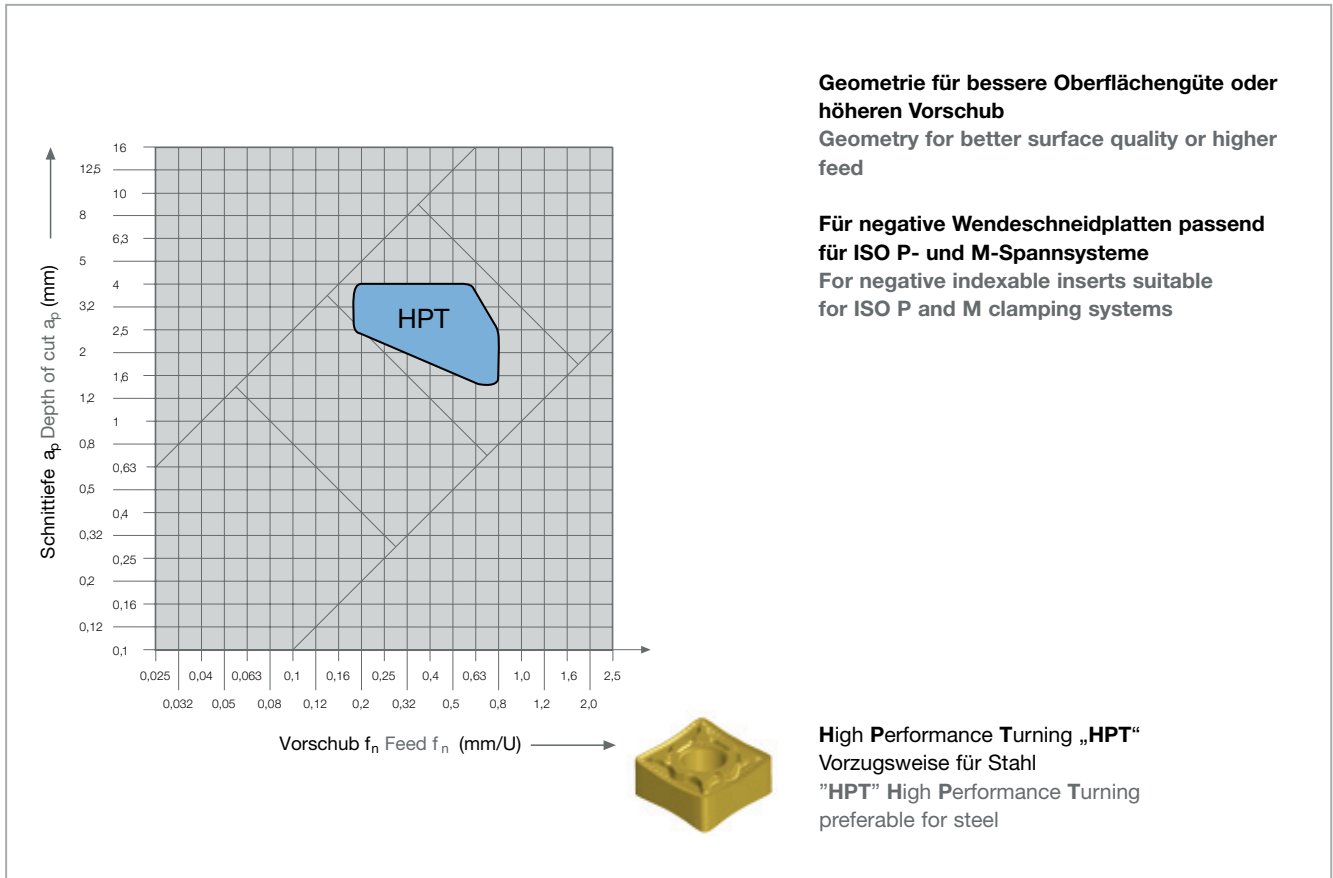 Geometrie für bessere Oberflächengüte oder
höheren Vorschub
Geometry for better surface quality or higher
feed
Für negative Wendeschneidplatten passend
für ISO P- und M-Spannsysteme
For negative indexable inserts suitable
for ISO P and M clamping systems
Schnittiefe ap Depth of cut ap (mm)
16
12,5
10
8
6,3
5
4
3,2
2,5
2
1,6
1,2
1
0,8
0,63
0,5
0,4
0,32
0,25
0,2
0,16
0,12
0,1
HPT
0,025 0,04 0,063 0,1 0,16 0,25 0,4 0,63 1,0 1,6 2,5
0,032 0,05 0,08 0,12 0,2 0,32 0,5 0,8 1,2 2,0
Vorschub fn Feed fn (mm/U)
High Performance Turning „HPT“
Vorzugsweise für Stahl
”HPT” High Performance Turning
preferable for steel